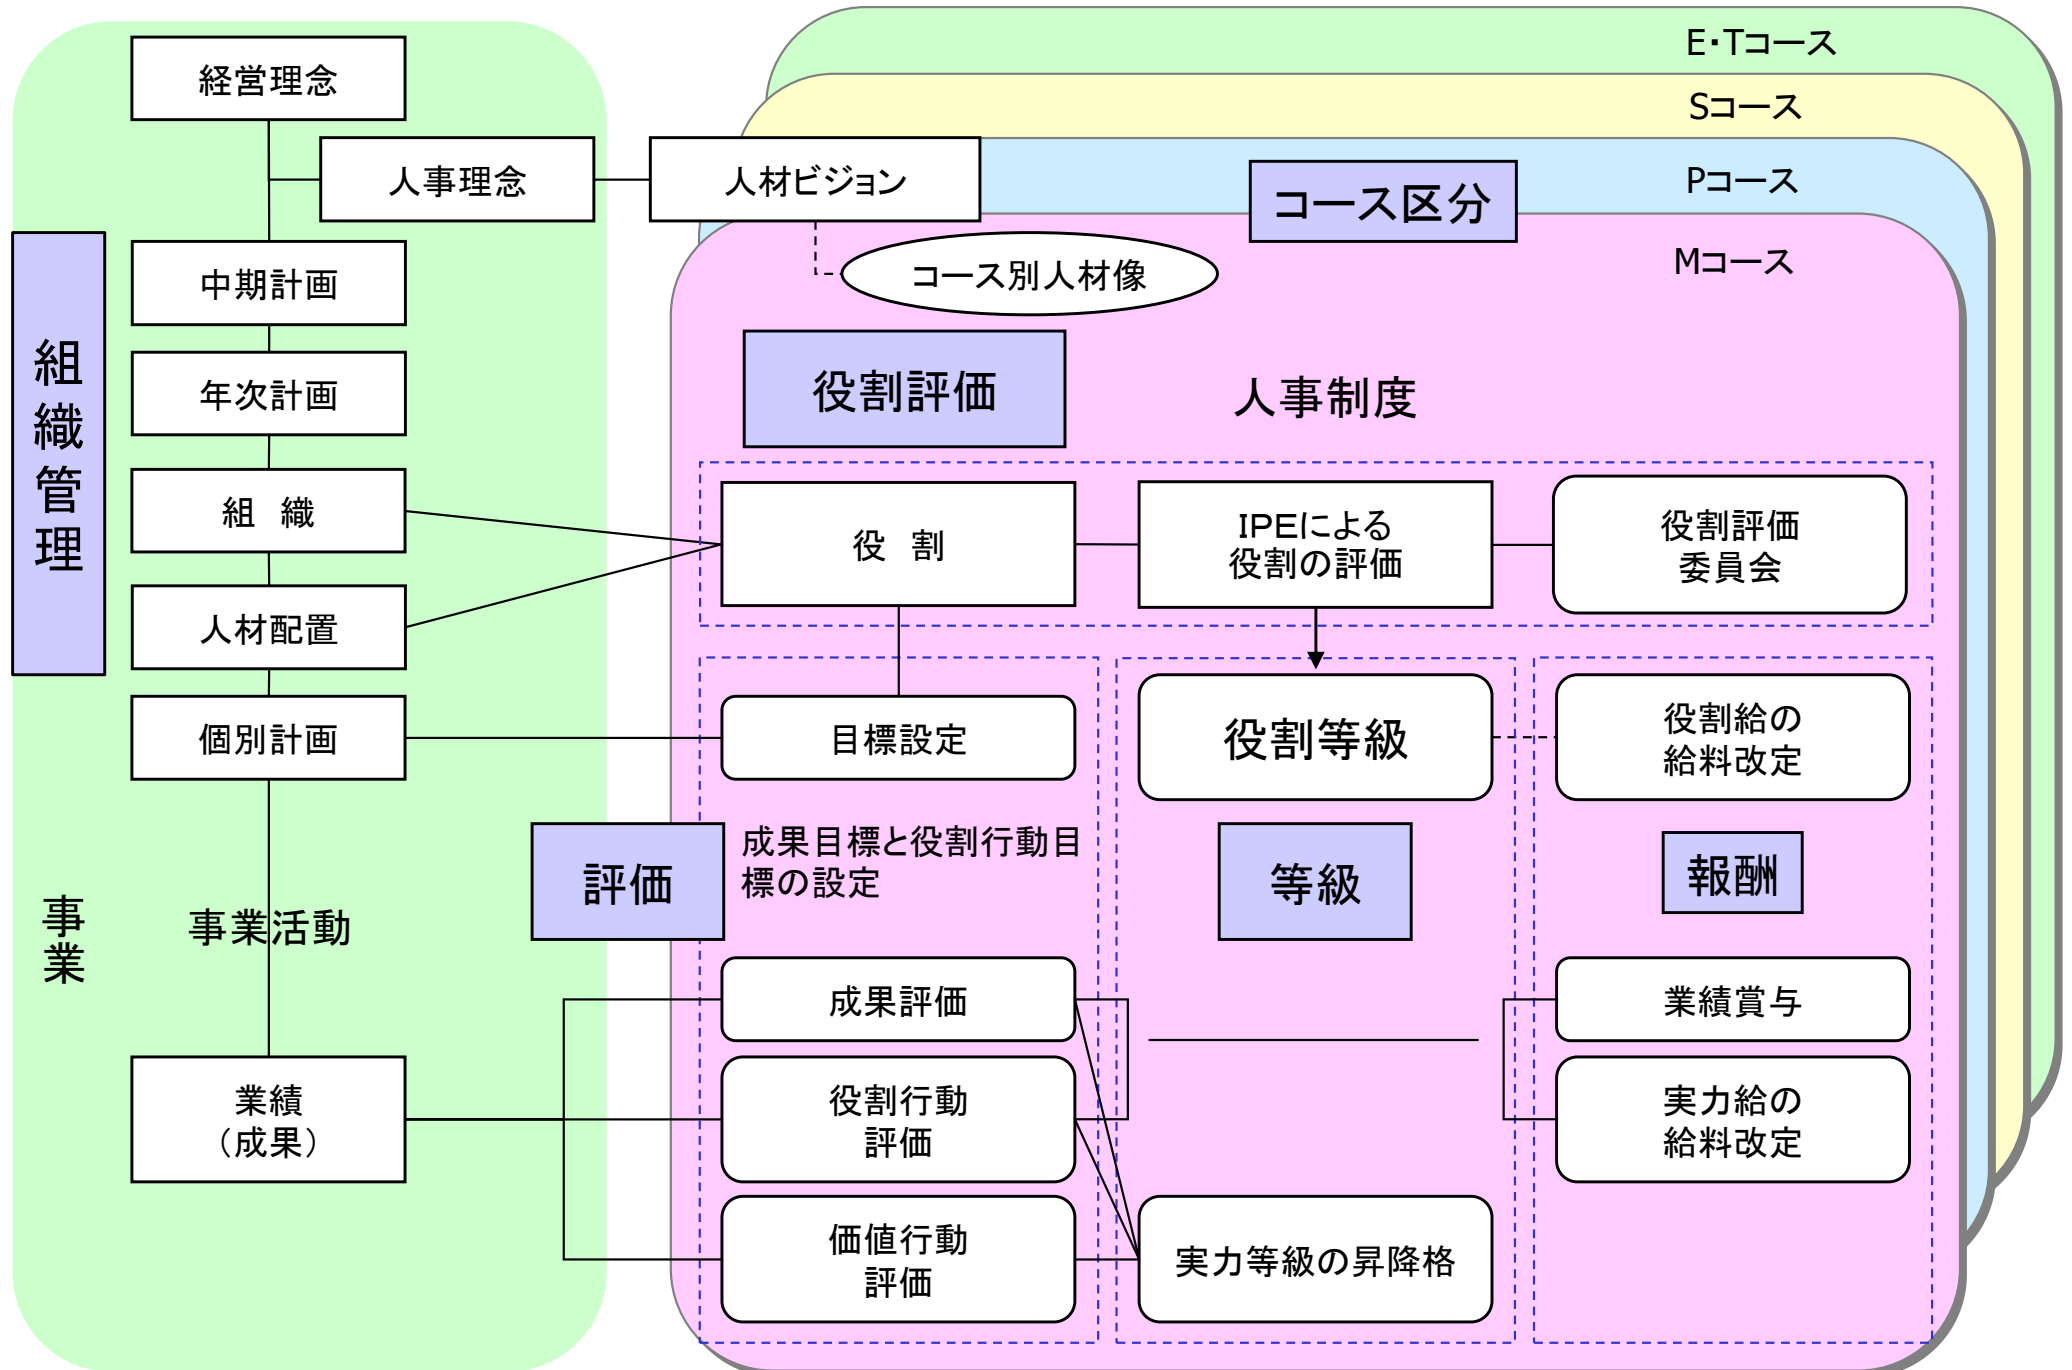 E・Tコース
経営理念
Sコース
人事理念
人材ビジョン
コース区分
Pコース
Mコース
中期計画
コース別人材像
組織管理
年次計画
役割評価
人事制度
組　織
役　割
IPEによる
役割の評価
役割評価
委員会
人材配置
個別計画
目標設定
役割等級
役割給の
給料改定
評価
成果目標と役割行動目
標の設定
等級
報酬
事業
事業活動
成果評価
業績賞与
業績
（成果）
役割行動
評価
実力給の
給料改定
価値行動
評価
実力等級の昇降格